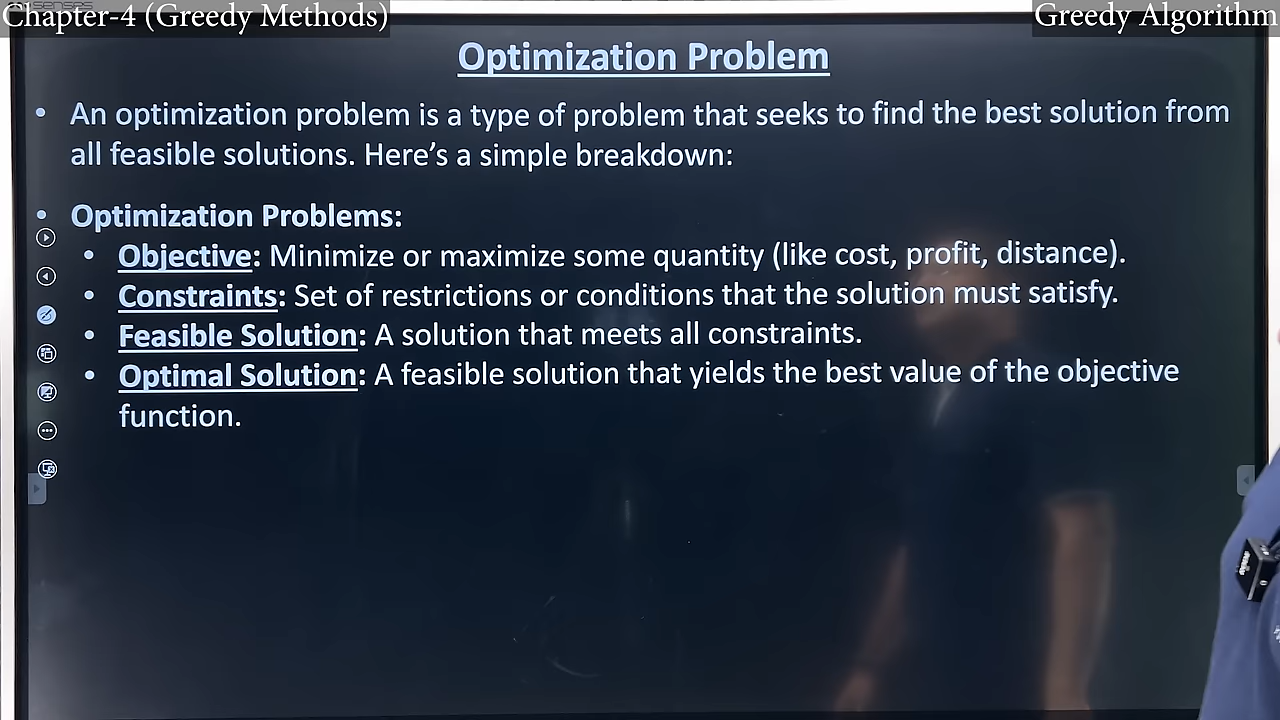 Chapter-4 (Greedy Methods)
Greedy Algorithm
Optimization Problem
• An optimization problem is a type of problem that seeks to find the best solution from
all feasible solutions. Here’s a simple breakdown:
• Optimization Problems:
• Objective: Minimize or maximize some quantity (like cost, profit, distance).
• Constraints: Set of restrictions or conditions that the solution must satisfy.
• Feasible Solution: A solution that meets all constraints.
• Optimal Solution: A feasible solution that yields the best value of the objective
function.